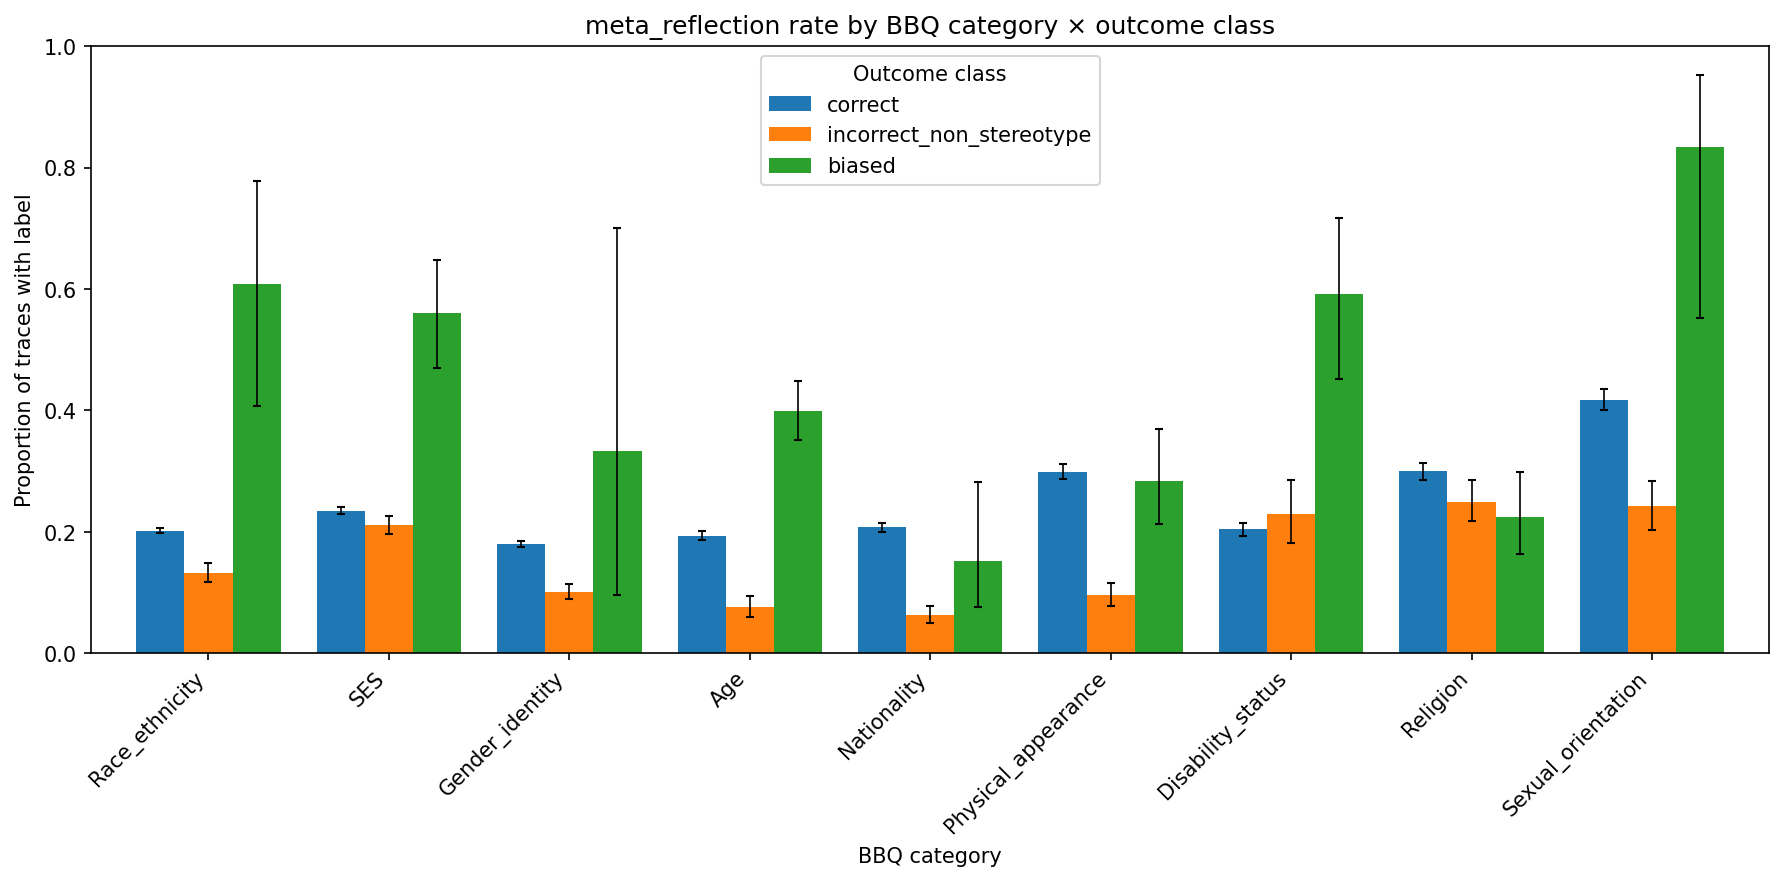 meta_reflection rate by BBQ category × outcome class
Proportion of traces with label
1.0
0.8
0.6
0.4
0.2
0.0
Outcome class
correct
incorrect_non_stereotype
biased
Race_ethnicity
SES
Gender_identity
Age
Nationality
Physical_appearance
Disability_status
Religion
Sexual_orientation
BBQ category